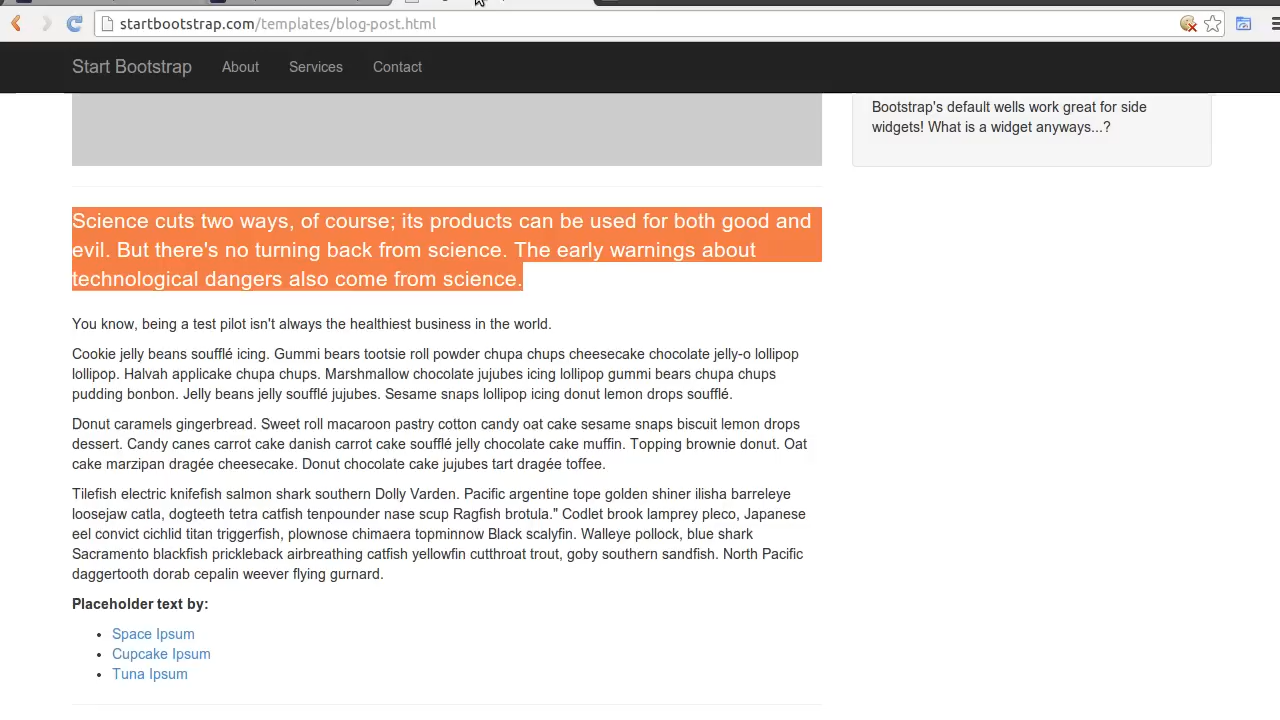 startbootstrap.com/templates/blog-post.html
Start Bootstrap About Services Contact
Bootstrap's default wells work great for side
widgets! What is a widget anyways...?
Science cuts two ways, of course; its products can be used for both good and
evil. But there's no turning back from science. The early warnings about
technological dangers also come from science.
You know, being a test pilot isn't always the healthiest business in the world.
Cookie jelly beans soufflé icing. Gummi bears tootsie roll powder chupa chups cheesecake chocolate jelly-o lollipop
lollipop. Halvah applicake chupa chups. Marshmallow chocolate jujubes icing lollipop gummi bears chupa chups
pudding bonbon. Jelly beans jelly soufflé jujubes. Sesame snaps lollipop icing donut lemon drops soufflé.
Donut caramels gingerbread. Sweet roll macaroon pastry cotton candy oat cake sesame snaps biscuit lemon drops
dessert. Candy canes carrot cake danish carrot cake soufflé jelly chocolate cake muffin. Topping brownie donut. Oat
cake marzipan dragée cheesecake. Donut chocolate cake jujubes tart dragée toffee.
Tilefish electric knifefish salmon shark southern Dolly Varden. Pacific argentine tope golden shiner ilisha barreleye
loosejaw catla, dogteeth tetra catfish tenpounder nase scup Ragfish brotula." Codlet brook lamprey pleco, Japanese
eel convict cichlid titan triggerfish, plownose chimaera topminnow Black scalyfin. Walleye pollock, blue shark
Sacramento blackfish prickleback airbreathing catfish yellowfin cutthroat trout, goby southern sandfish. North Pacific
daggertooth dorab cepalin weever flying gurnard.
Placeholder text by:
• Space Ipsum
• Cupcake Ipsum
• Tuna Ipsum